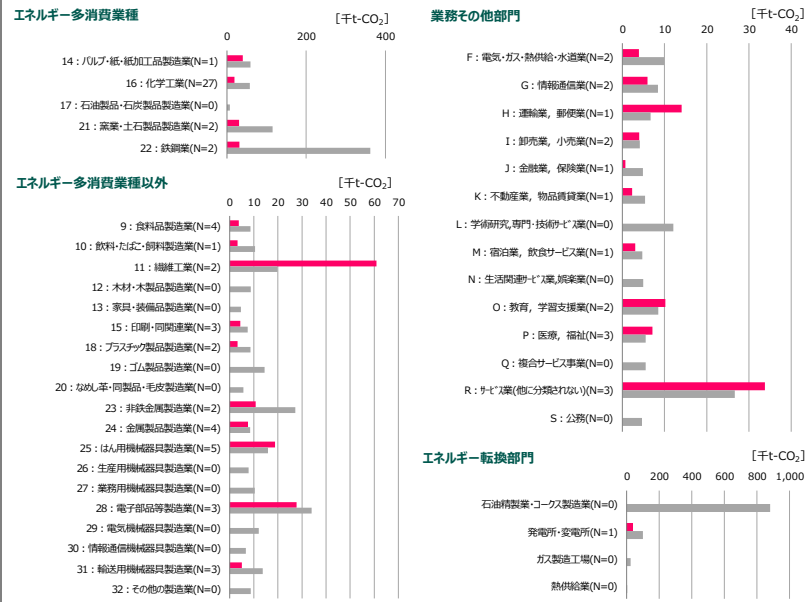 エネルギー多消費業種
[千t-CO₂]
0 200 400
14：パルプ・紙・紙加工品製造業(N=1)
16：化学工業(N=27)
17：石油製品・石炭製品製造業(N=0)
21：窯業・土石製品製造業(N=2)
22：鉄鋼業(N=2)
エネルギー多消費業種以外
[千t-CO₂]
0 10 20 30 40 50 60 70
9：食料品製造業(N=4)
10：飲料・たばこ・飼料製造業(N=1)
11：繊維工業(N=2)
12：木材・木製品製造業(N=0)
13：家具・装備品製造業(N=0)
15：印刷・同関連業(N=3)
18：プラスチック製品製造業(N=2)
19：ゴム製品製造業(N=0)
20：なめし革・同製品・毛皮製造業(N=0)
23：非鉄金属製造業(N=2)
24：金属製品製造業(N=4)
25：はん用機械器具製造業(N=5)
26：生産用機械器具製造業(N=0)
27：業務用機械器具製造業(N=0)
28：電子部品等製造業(N=3)
29：電気機械器具製造業(N=0)
30：情報通信機械器具製造業(N=0)
31：輸送用機械器具製造業(N=3)
32：その他の製造業(N=0)
業務その他部門
[千t-CO₂]
0 10 20 30 40
F：電気・ガス・熱供給・水道業(N=2)
G：情報通信業(N=2)
H：運輸業，郵便業(N=1)
I：卸売業，小売業(N=2)
J：金融業，保険業(N=1)
K：不動産業，物品賃貸業(N=1)
L：学術研究,専門・技術ｻｰﾋﾞｽ業(N=0)
M：宿泊業，飲食サービス業(N=1)
N：生活関連ｻｰﾋﾞｽ業,娯楽業(N=0)
O：教育，学習支援業(N=2)
P：医療，福祉(N=3)
Q：複合サービス事業(N=0)
R：ｻｰﾋﾞｽ業(他に分類されない)(N=3)
S：公務(N=0)
エネルギー転換部門
[千t-CO₂]
0 200 400 600 800 1,000
石油精製業・コークス製造業(N=0)
発電所・変電所(N=1)
ガス製造工場(N=0)
熱供給業(N=0)